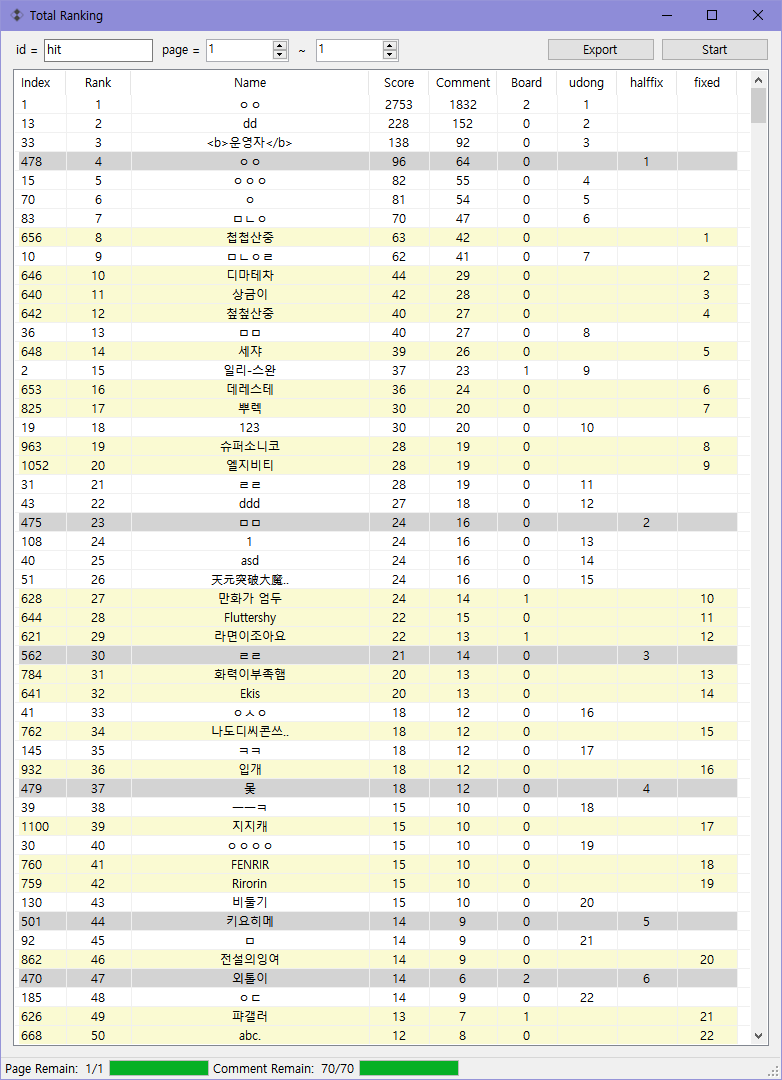 Total Ranking
id = hit page = 1 ~ 1 Export Start
Index Rank Name Score Comment Board udong halffix fixed
1 1 ㅇㅇ 2753 1832 2 1
13 2 dd 228 152 0 2
33 3 <b>운영자</b> 138 92 0 3
478 4 ㅇㅇ 96 64 0 1
15 5 ㅇㅇㅇ 82 55 0 4
70 6 ㅇ 81 54 0 5
83 7 ㅁㄴㅇ 70 47 0 6
656 8 첩첩산중 63 42 0 1
10 9 ㅁㄴㅇㄹ 62 41 0 7
646 10 디마테차 44 29 0 2
640 11 상금이 42 28 0 3
642 12 첲첲산중 40 27 0 4
36 13 ㅁㅁ 40 27 0 8
648 14 세쟈 39 26 0 5
2 15 일리-스완 37 23 1 9
653 16 데레스테 36 24 0 6
825 17 뿌렉 30 20 0 7
19 18 123 30 20 0 10
963 19 슈퍼소니코 28 19 0 8
1052 20 엘지비티 28 19 0 9
31 21 ㄹㄹ 28 19 0 11
43 22 ddd 27 18 0 12
475 23 ㅁㅁ 24 16 0 2
108 24 1 24 16 0 13
40 25 asd 24 16 0 14
51 26 天元突破大魔.. 24 16 0 15
628 27 만화가 엄두 24 14 1 10
644 28 Fluttershy 22 15 0 11
621 29 라면이조아요 22 13 1 12
562 30 ㄹㄹ 21 14 0 3
784 31 화력이부족햄 20 13 0 13
641 32 Ekis 20 13 0 14
41 33 ㅇㅅㅇ 18 12 0 16
762 34 나도디씨콘쓰.. 18 12 0 15
145 35 ㅋㅋ 18 12 0 17
932 36 입개 18 12 0 16
479 37 18 12 0 4
39 38 ㅡㅡㅋ 15 10 0 18
1100 39 지지캐 15 10 0 17
30 40 ㅇㅇㅇㅇ 15 10 0 19
760 41 FENRIR 15 10 0 18
759 42 Rirorin 15 10 0 19
130 43 비둘기 15 10 0 20
501 44 키요히메 14 9 0 5
92 45 ㅁ 14 9 0 21
862 46 전설의잉여 14 9 0 20
470 47 외톨이 14 6 2 6
185 48 ㅇㄷ 14 9 0 22
626 49 퍄갤러 13 7 1 21
668 50 abc. 12 8 0 22
Page Remain: 1/1 Comment Remain: 70/70